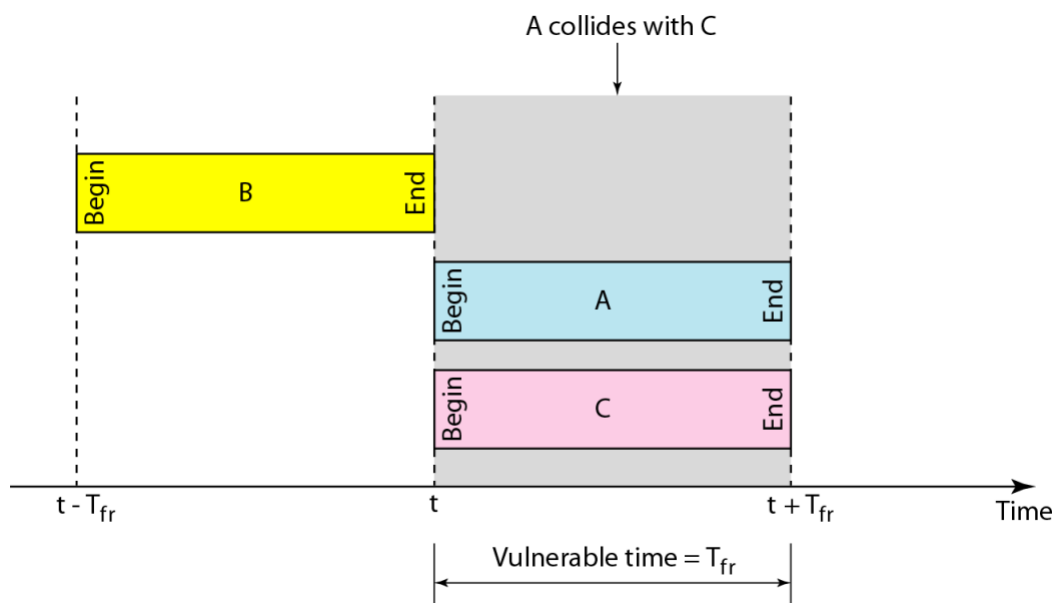 A collides with C
Begin B End
Begin A End
Begin C End
t - Tfr t t + Tfr Time
Vulnerable time = Tfr